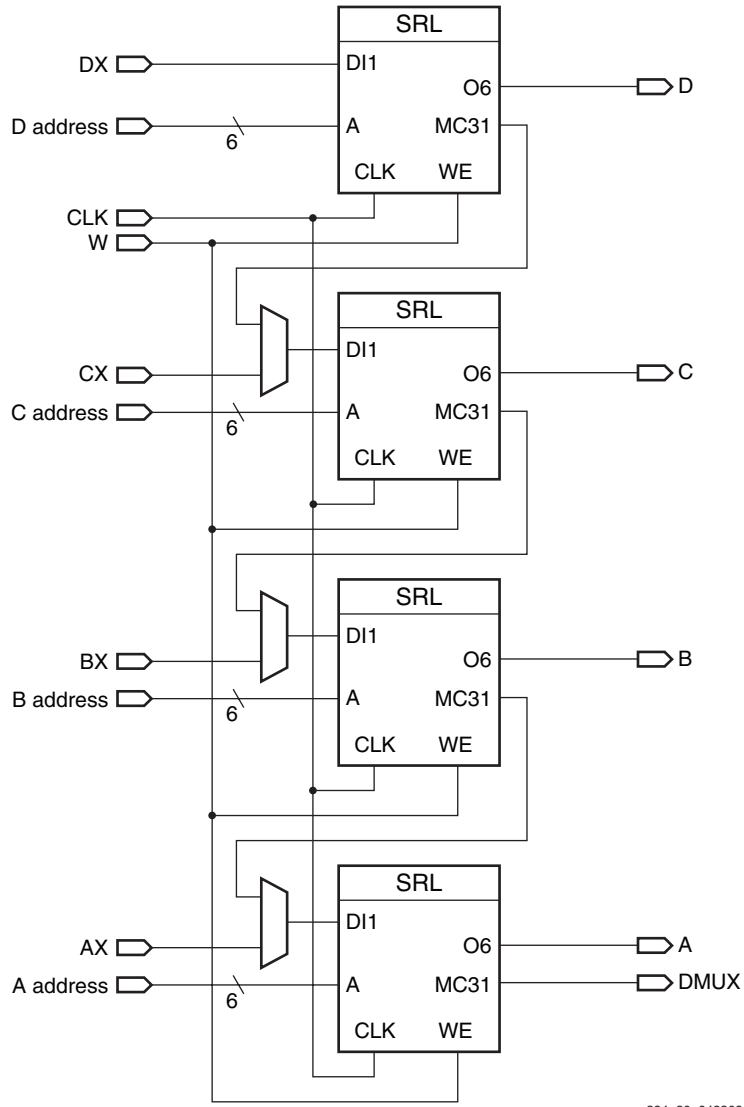 SRL
DX
DI1
O6
D
D address
6
A
MC31
CLK
WE
CLK
W
SRL
DI1
CX
O6
C
C address
6
A
MC31
CLK
WE
SRL
DI1
BX
O6
B
B address
6
A
MC31
CLK
WE
SRL
DI1
AX
O6
A
A address
6
A
MC31
DMUX
CLK
WE